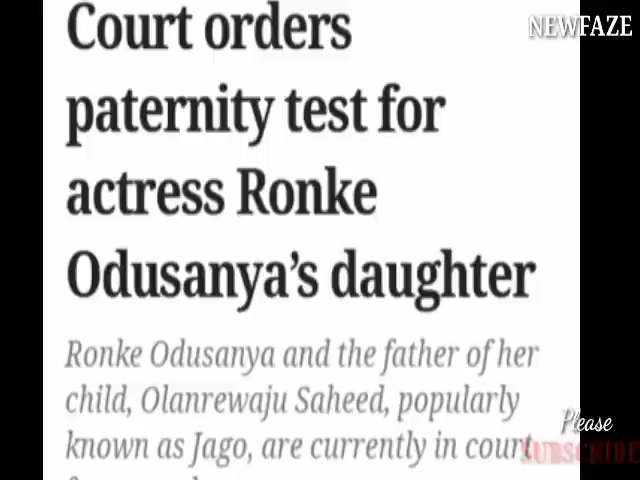 NEWFAZE
Court orders
paternity test for
actress Ronke
Odusanya’s daughter
Ronke Odusanya and the father of her
child, Olanrewaju Saheed, popularly
known as Jago, are currently in court
Please
SUBSCRIBE